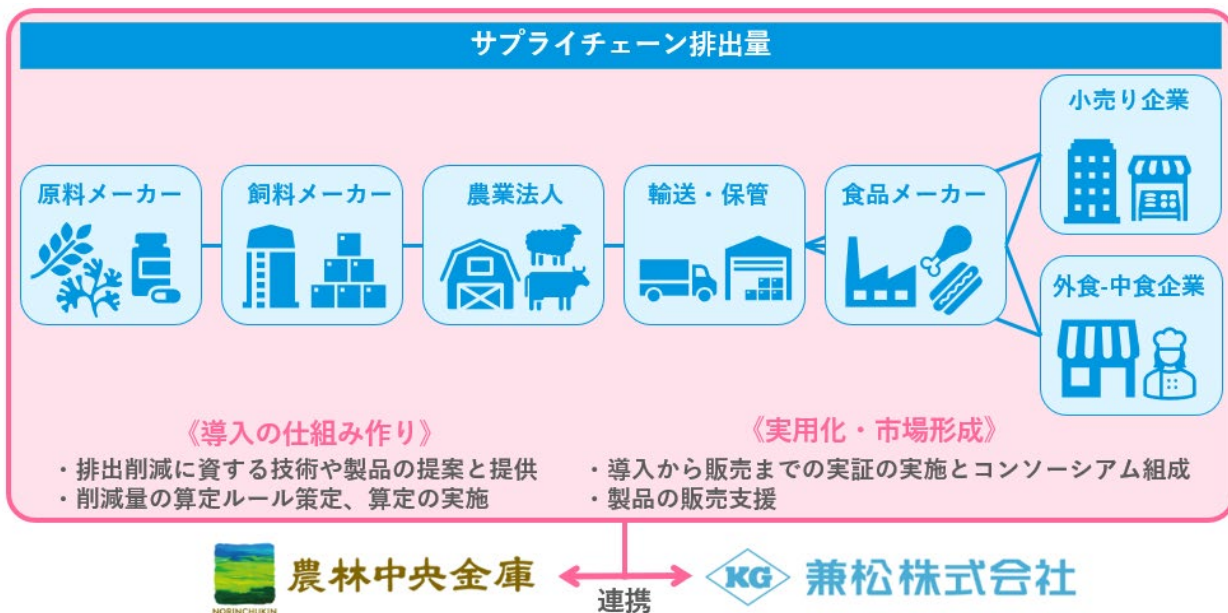 サプライチェーン排出量
原料メーカー
飼料メーカー
農業法人
輸送・保管
食品メーカー
小売り企業
外食-中食企業
《導入の仕組み作り》
・排出削減に資する技術や製品の提案と提供
・削減量の算定ルール策定、算定の実施
《実用化・市場形成》
・導入から販売までの実証の実施とコンソーシアム組成
・製品の販売支援
NORINCHUKIN
農林中央金庫
連携
KG
兼松株式会社